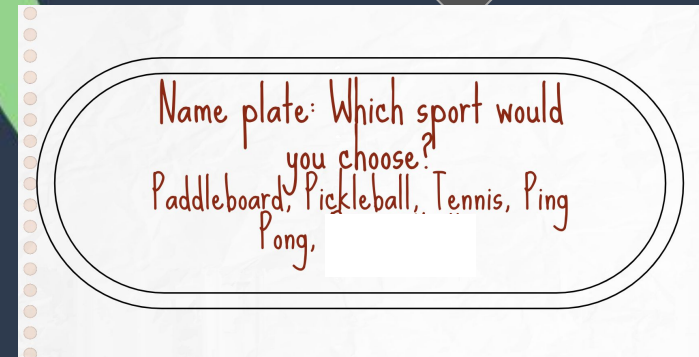 Name plate: Which sport would
you choose?
Paddleboard, Pickleball, Tennis, Ping
Pong,